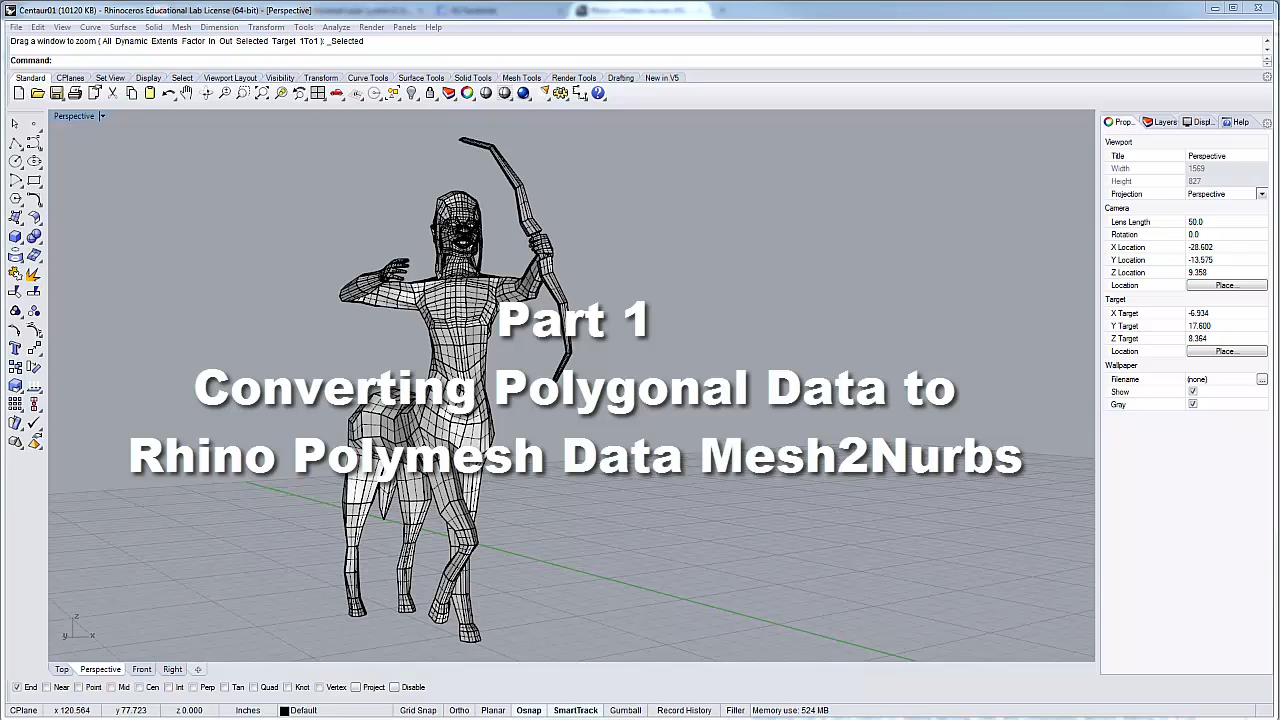 Centaur01 (10120 KB) - Rhinoceros Educational Lab License (64-bit) - [Perspective]
File Edit View Curve Surface Solid Mesh Dimension Transform Tools Analyze Render Panels Help
Drag a window to zoom ( All Dynamic Extents Factor In Out Selected Target 1To1 ): _Selected
Command:
Standard CPlanes Set View Display Select Viewport Layout Visibility Transform Curve Tools Surface Tools Solid Tools Mesh Tools Render Tools Drafting New in V5
Perspective
Prop... Layers Displ... Help
Viewport
Title Perspective
Width 1569
Height 827
Projection Perspective
Camera
Lens Length 50.0
Rotation 0.0
X Location -28.602
Y Location -13.575
Z Location 9.358
Location Place...
Target
X Target -6.934
Y Target 17.600
Z Target 8.364
Location Place...
Wallpaper
Filename (none) ...
Show
Gray
Part 1
Converting Polygonal Data to
Rhino Polymesh Data Mesh2Nurbs
z
y x
Top Perspective Front Right
End Near Point Mid Cen Int Perp Tan Quad Knot Vertex Project Disable
CPlane x 120.564 y 77.723 z 0.000 Inches Default Grid Snap Ortho Planar Osnap SmartTrack Gumball Record History Filter Memory use: 524 MB